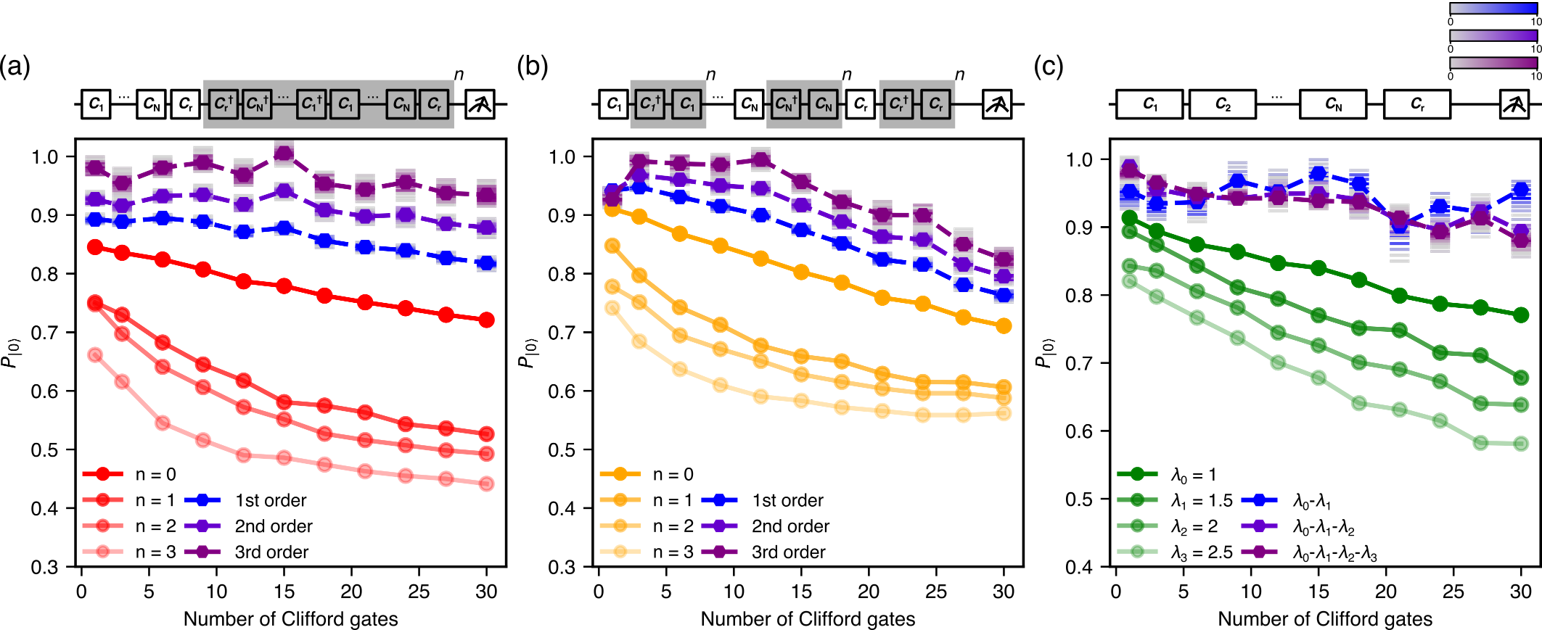 0 10
0 10
0 10
(a)
C1 ... CN Cr Cr† CN† ... C1† C1 ... CN Cr n
1.0
0.9
0.8
0.7
0.6
0.5
0.4
0.3
P|0⟩
n = 0
n = 1 1st order
n = 2 2nd order
n = 3 3rd order
0 5 10 15 20 25 30
Number of Clifford gates
(b)
C1 C1† C1 n ... CN CN† CN n Cr Cr† Cr n
1.0
0.9
0.8
0.7
0.6
0.5
0.4
0.3
P|0⟩
n = 0
n = 1 1st order
n = 2 2nd order
n = 3 3rd order
0 5 10 15 20 25 30
Number of Clifford gates
(c)
C1 C2 ... CN Cr
1.0
0.9
0.8
0.7
0.6
0.5
0.4
P|0⟩
λ0 = 1
λ1 = 1.5 λ0-λ1
λ2 = 2 λ0-λ1-λ2
λ3 = 2.5 λ0-λ1-λ2-λ3
0 5 10 15 20 25 30
Number of Clifford gates